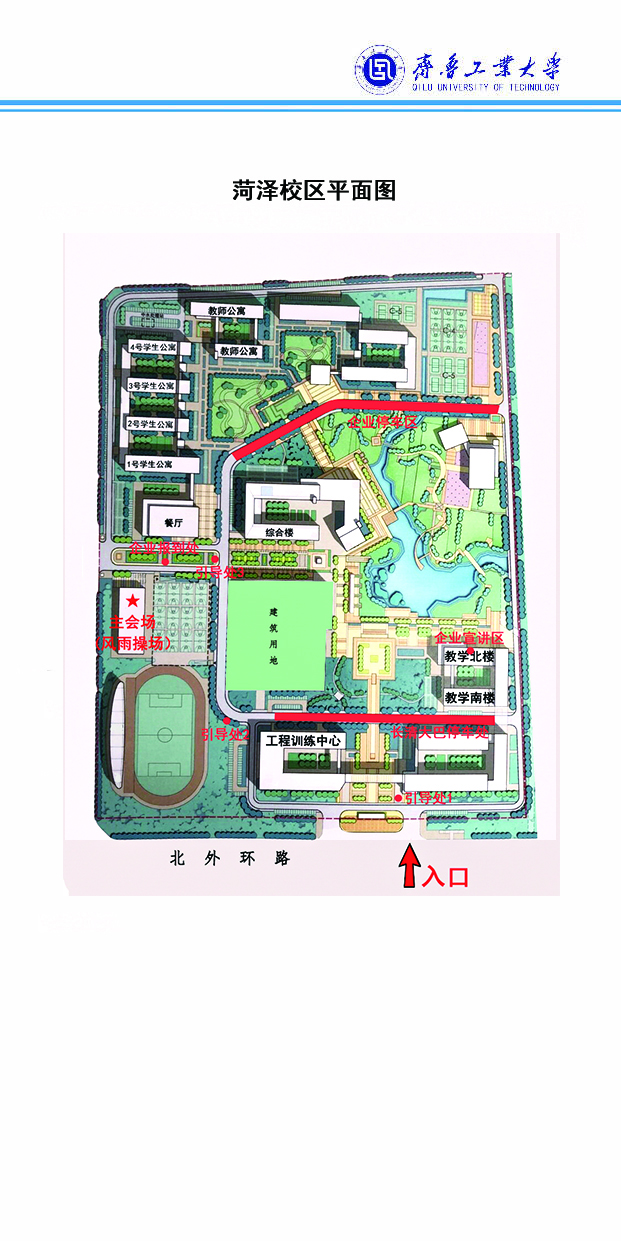 齊魯工業大学
QILU UNIVERSITY OF TECHNOLOGY
菏泽校区平面图
教师公寓
教师公寓
4号学生公寓
3号学生公寓
2号学生公寓
1号学生公寓
企业停车区
餐厅
综合楼
企业报到处
引导处3
主会场
（风雨操场）
建筑用地
企业宣讲区
教学北楼
教学南楼
引导处2
工程训练中心
长清大巴停车处
引导处1
北外环路
入口